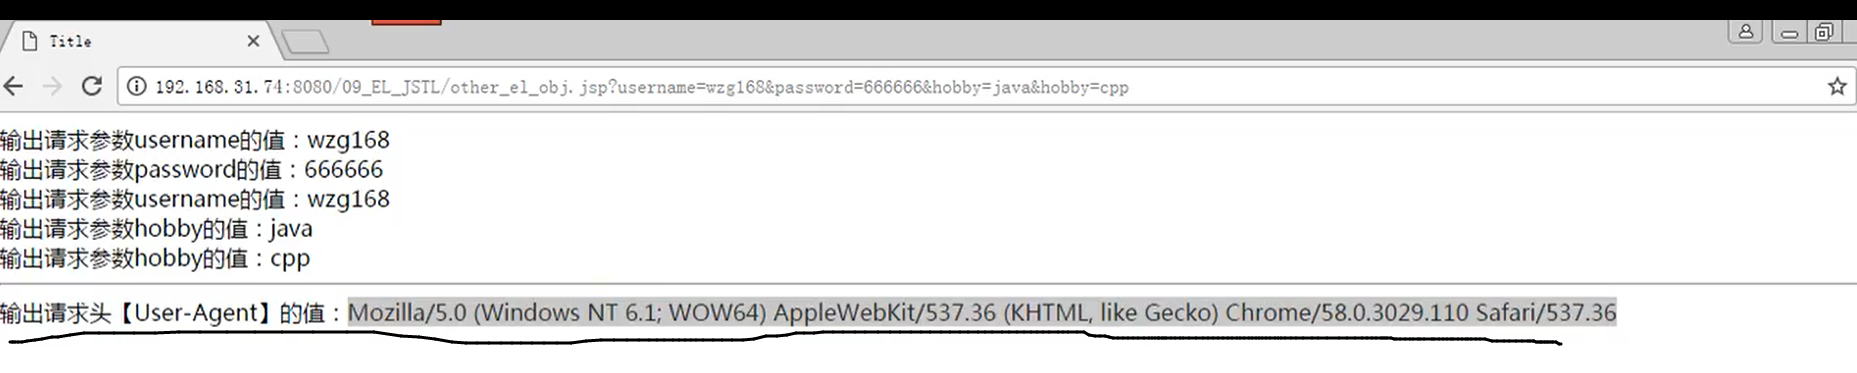 Title
192.168.31.74:8080/09_EL_JSTL/other_el_obj.jsp?username=wzg168&password=666666&hobby=java&hobby=cpp
输出请求参数username的值：wzg168
输出请求参数password的值：666666
输出请求参数username的值：wzg168
输出请求参数hobby的值：java
输出请求参数hobby的值：cpp
输出请求头【User-Agent】的值：Mozilla/5.0 (Windows NT 6.1; WOW64) AppleWebKit/537.36 (KHTML, like Gecko) Chrome/58.0.3029.110 Safari/537.36